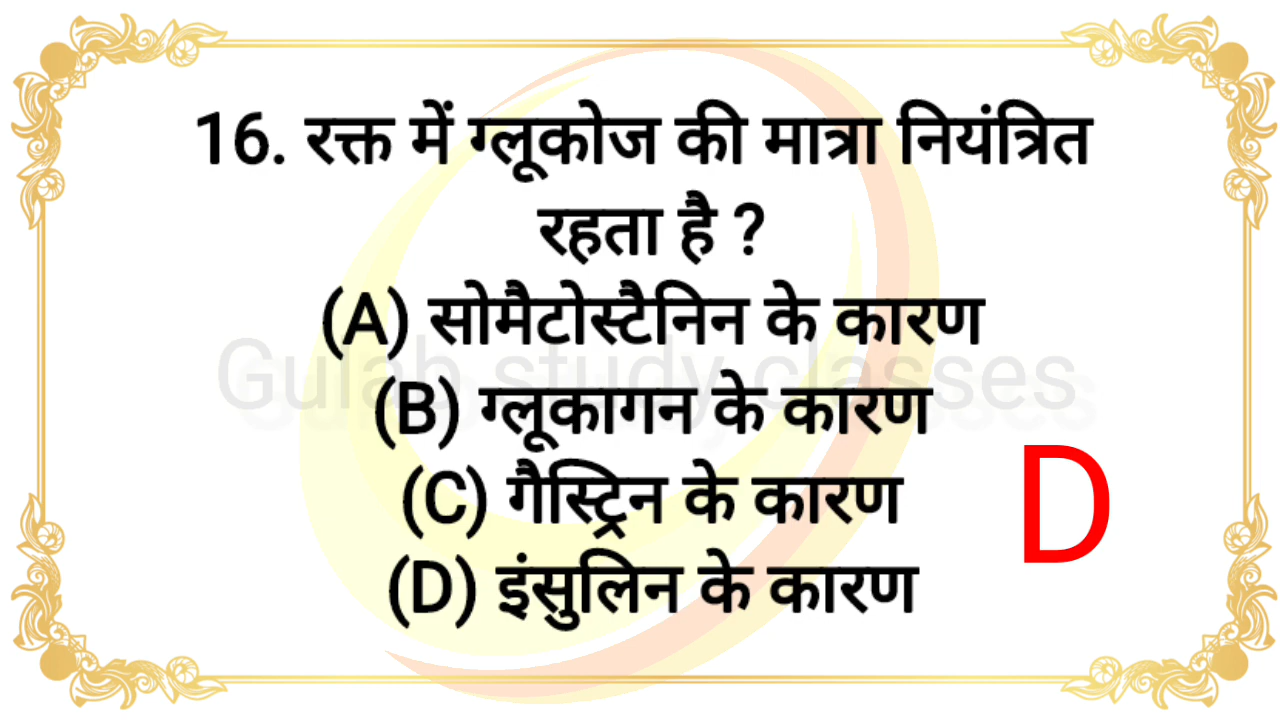 16. रक्त में ग्लूकोज की मात्रा नियंत्रित
रहता है ?
(A) सोमैटोस्टैनिन के कारण
Gulab study classes
(B) ग्लूकागन के कारण
(C) गैस्ट्रिन के कारण
D
(D) इंसुलिन के कारण